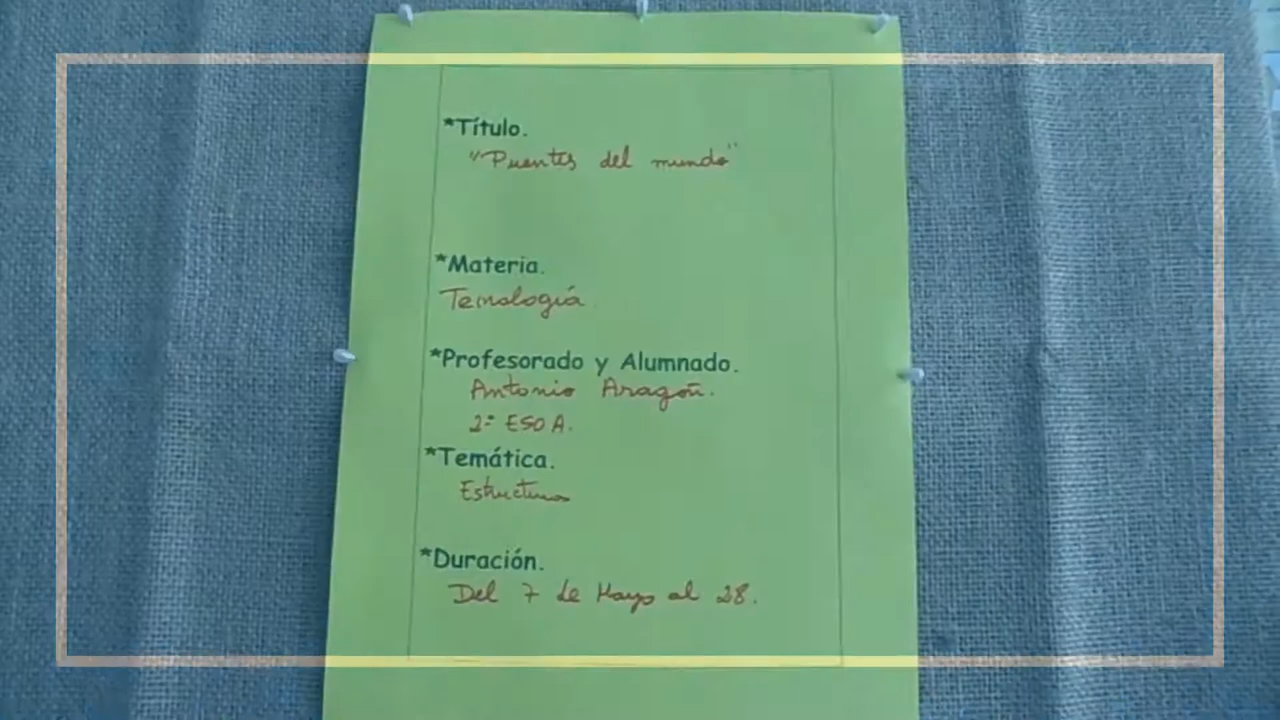 *Título.
"Puentes del mundo"
*Materia.
Tecnología.
*Profesorado y Alumnado.
Antonio Aragón.
2º ESO A.
*Temática.
Estructuras
*Duración.
Del 7 de Mayo al 28.